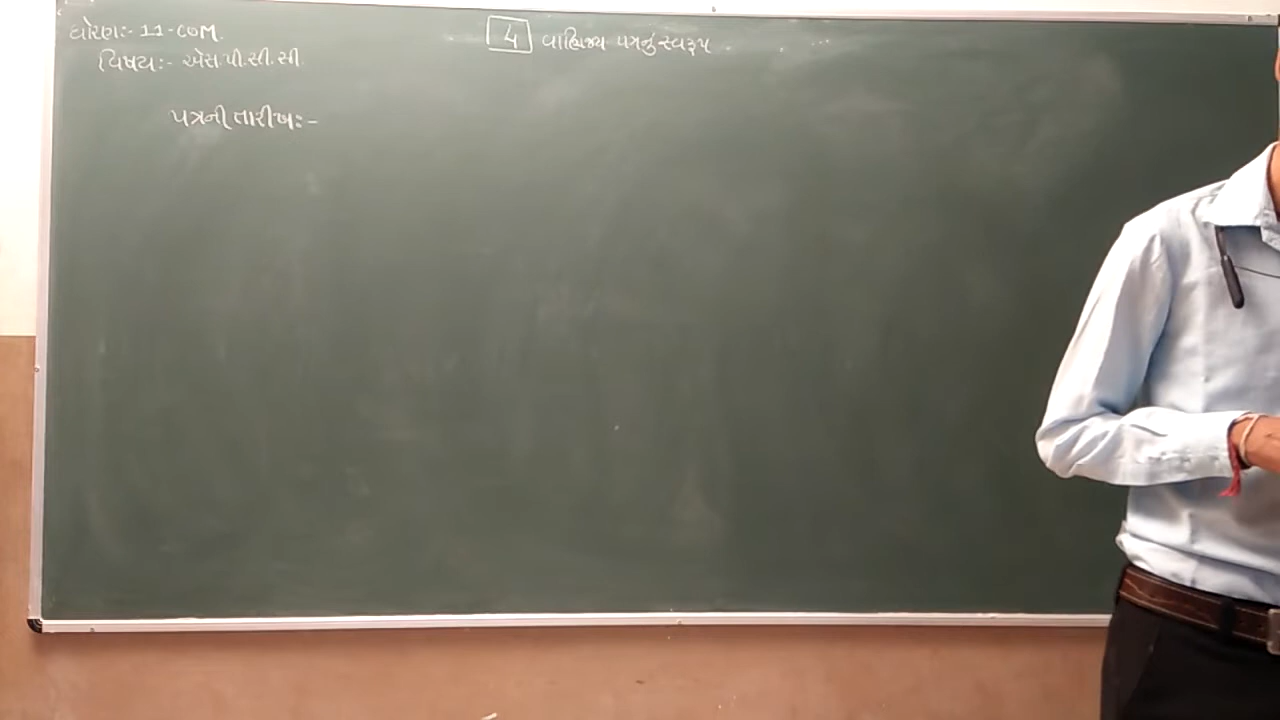 ધોરણ:- 11-COM.
4 વાણિજ્ય પત્રનું સ્વરૂપ
વિષય:- એસ.પી.સી.સી
પત્રની તારીખ:-